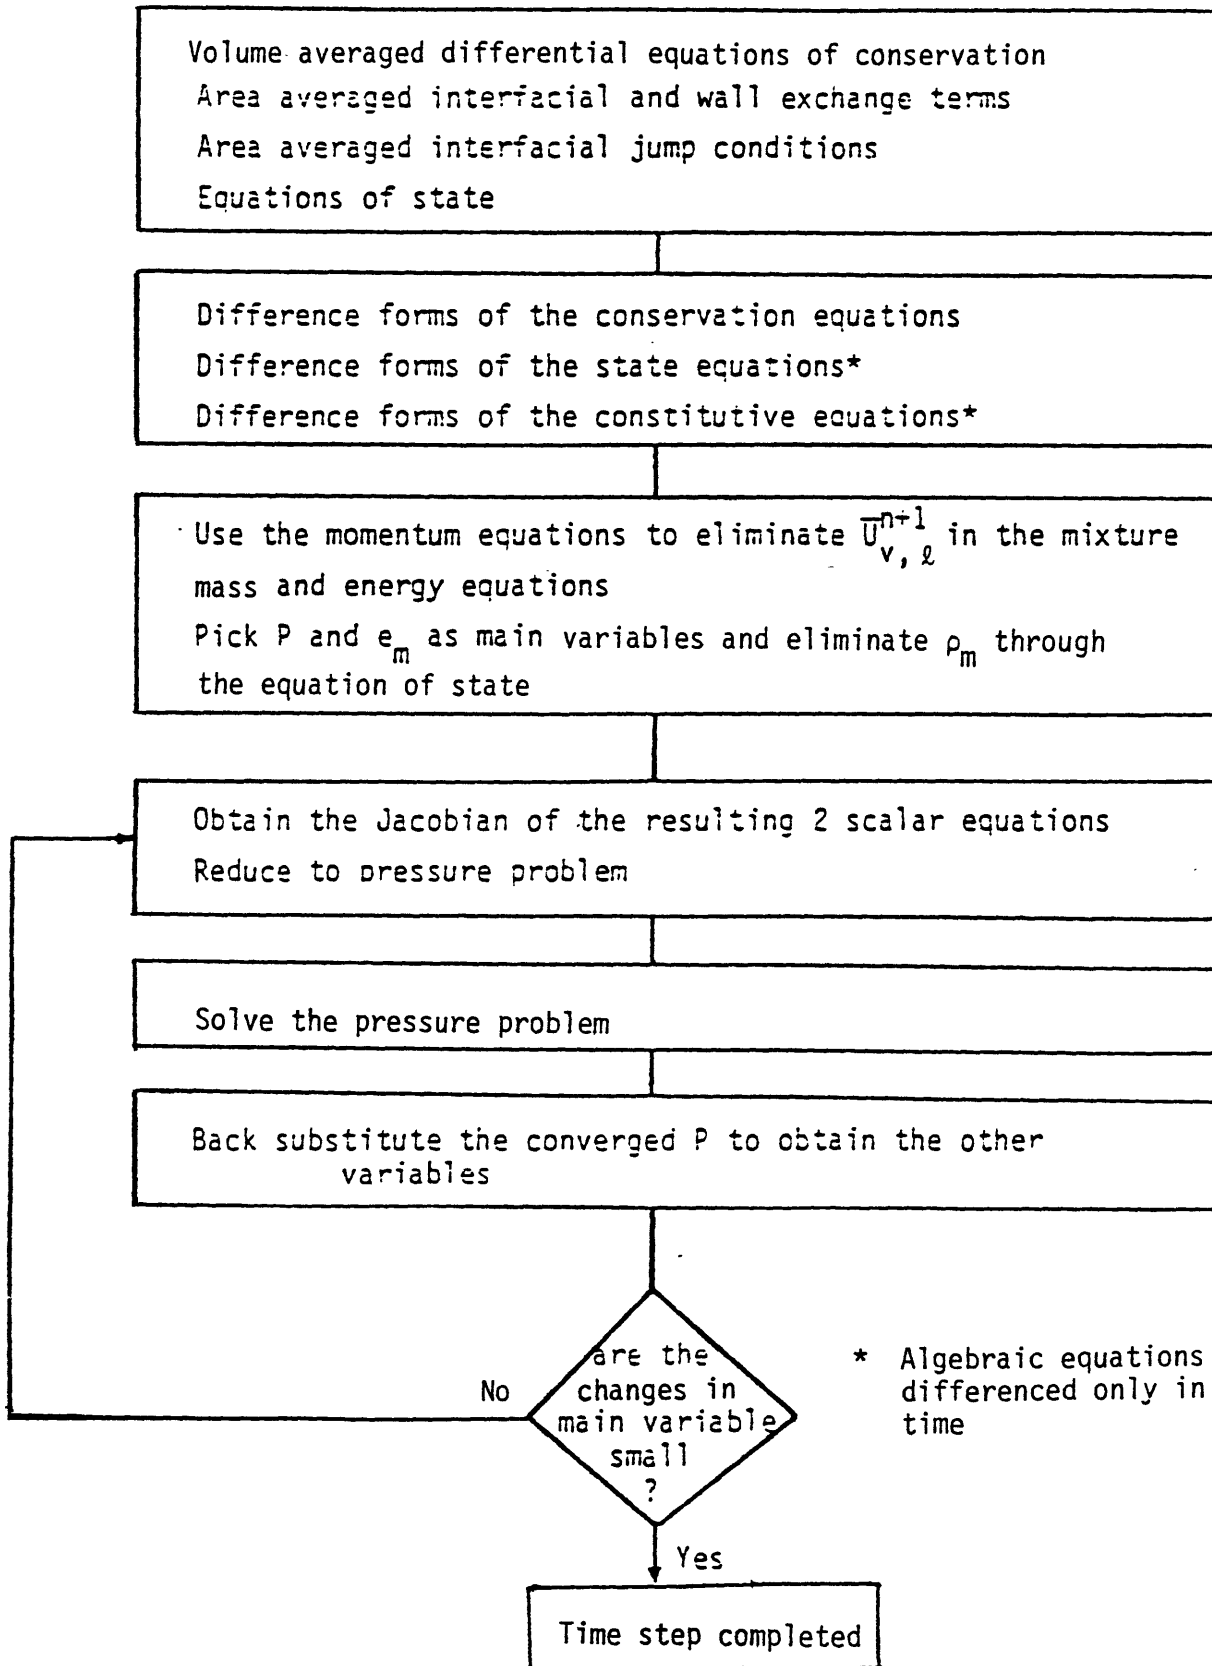 Volume averaged differential equations of conservation
Area averaged interfacial and wall exchange terms
Area averaged interfacial jump conditions
Equations of state
Difference forms of the conservation equations
Difference forms of the state equations*
Difference forms of the constitutive equations*
Use the momentum equations to eliminate U̅ⁿ⁺¹ᵥ,ℓ in the mixture
mass and energy equations
Pick P and eₘ as main variables and eliminate ρₘ through
the equation of state
Obtain the Jacobian of the resulting 2 scalar equations
Reduce to pressure problem
Solve the pressure problem
Back substitute the converged P to obtain the other
variables
are the
changes in
main variable
small
?
No
* Algebraic equations
differenced only in
time
Yes
Time step completed